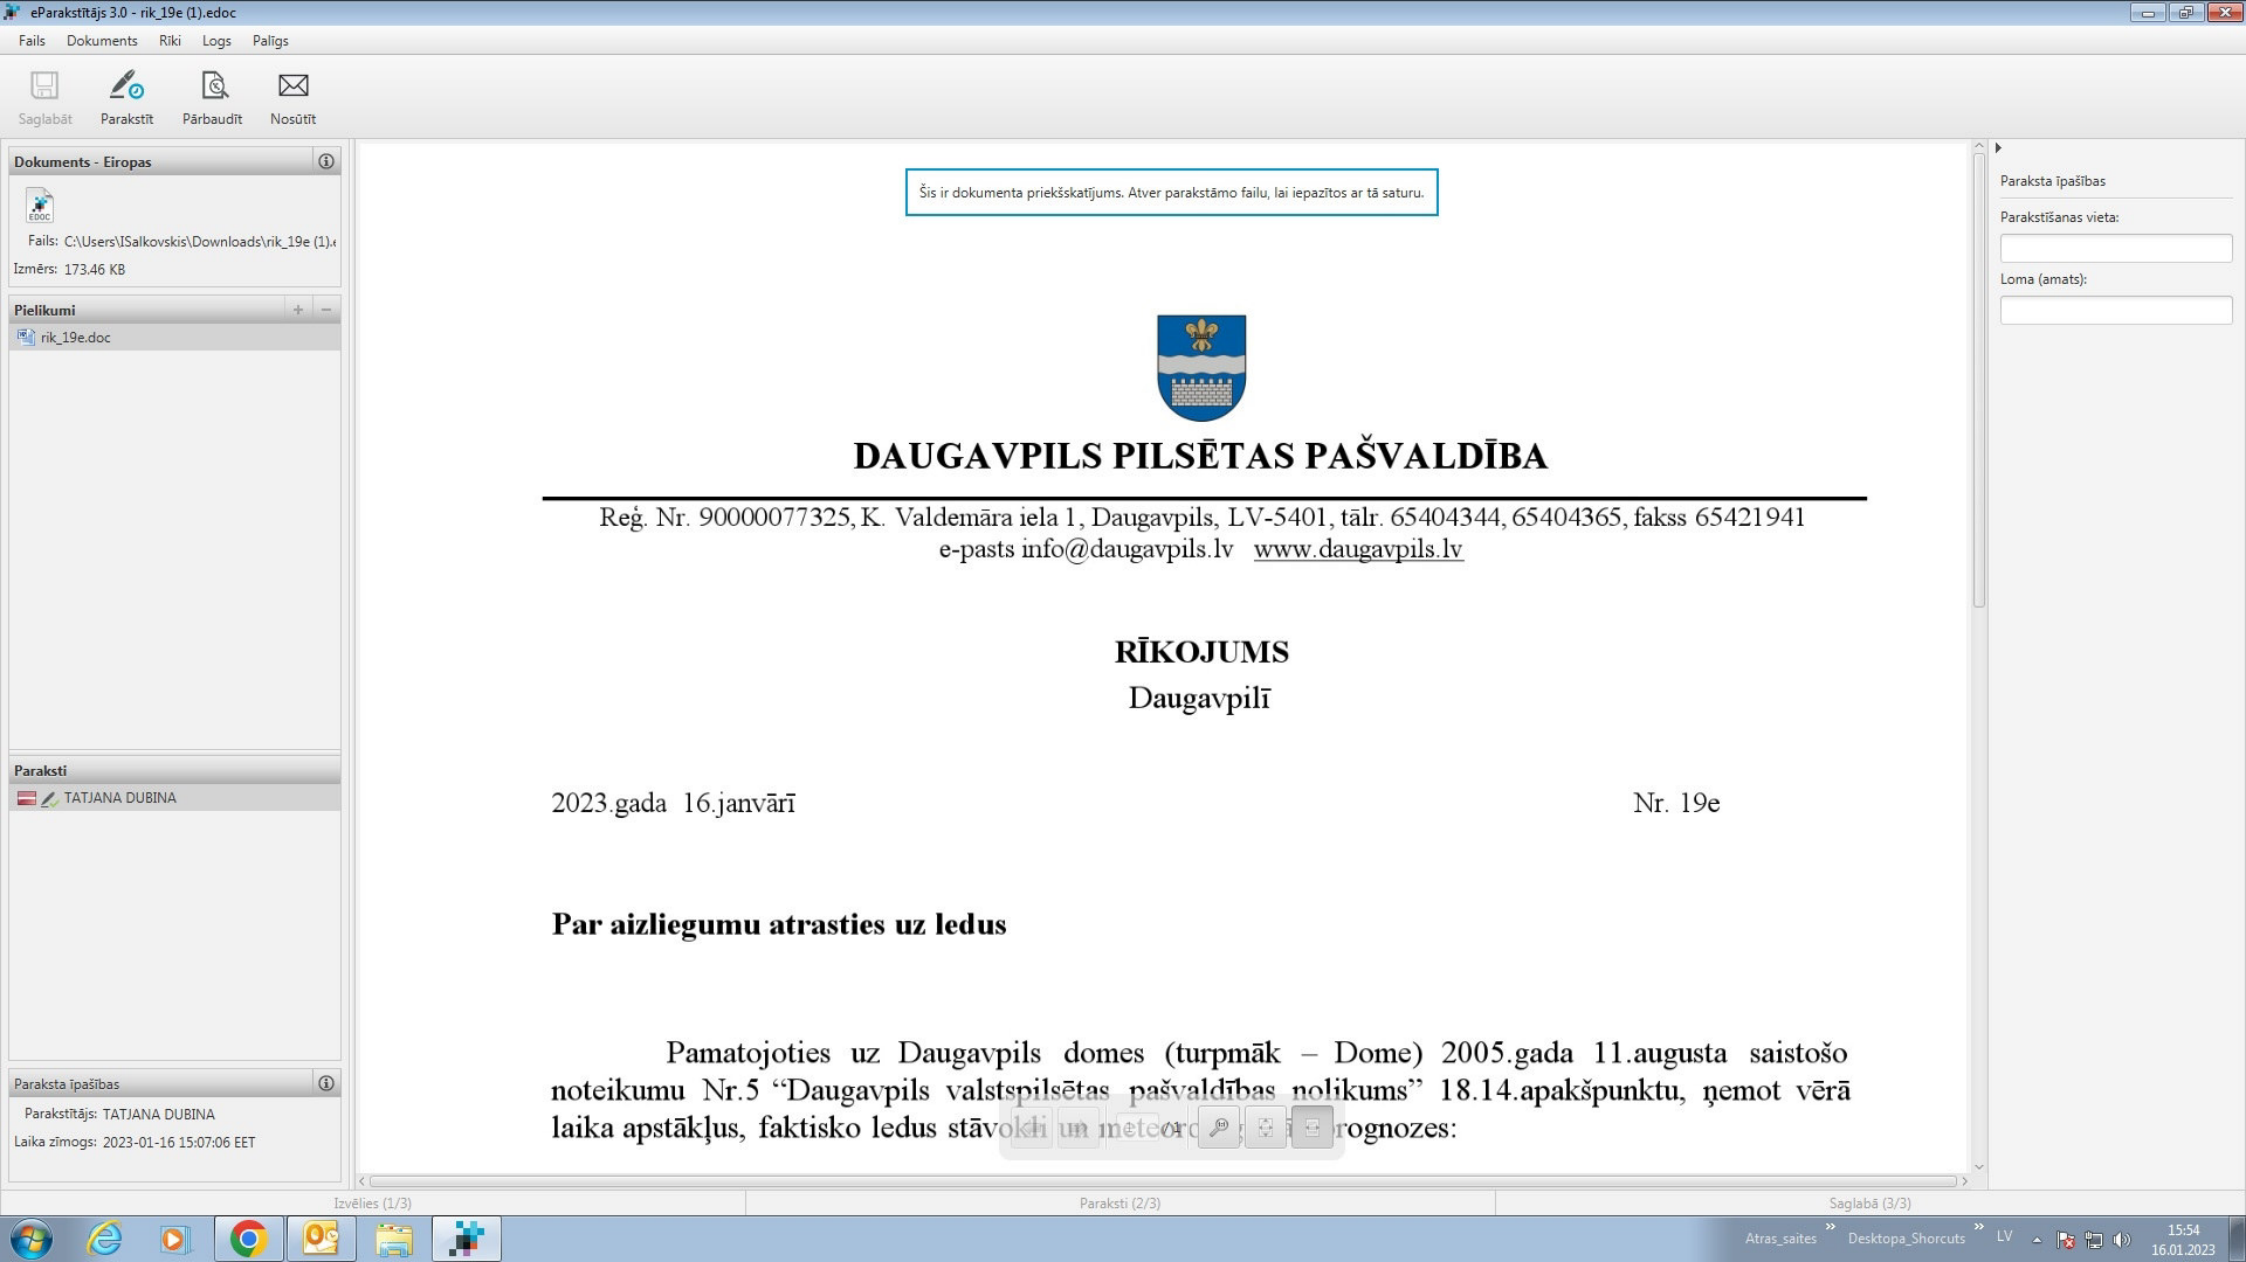 eParakstītājs 3.0 - rik_19e (1).edoc
Fails Dokuments Rīki Logs Palīgs
Saglabāt Parakstīt Pārbaudīt Nosūtīt
Dokuments - Eiropas
EDOC
Fails: C:\Users\ISalkovskis\Downloads\rik_19e (1).e
Izmērs: 173.46 KB
Pielikumi
rik_19e.doc
Paraksti
TATJANA DUBINA
Paraksta īpašības
Parakstītājs: TATJANA DUBINA
Laika zīmogs: 2023-01-16 15:07:06 EET
Šis ir dokumenta priekšskatījums. Atver parakstāmo failu, lai iepazītos ar tā saturu.
DAUGAVPILS PILSĒTAS PAŠVALDĪBA
Reģ. Nr. 90000077325, K. Valdemāra iela 1, Daugavpils, LV-5401, tālr. 65404344, 65404365, fakss 65421941
e-pasts info@daugavpils.lv www.daugavpils.lv
RĪKOJUMS
Daugavpilī
2023.gada 16.janvārī Nr. 19e
Par aizliegumu atrasties uz ledus
Pamatojoties uz Daugavpils domes (turpmāk – Dome) 2005.gada 11.augusta saistošo
noteikumu Nr.5 “Daugavpils valstspilsētas pašvaldības nolikums” 18.14.apakšpunktu, ņemot vērā
laika apstākļus, faktisko ledus stāvokli un prognozes:
1 / 1
Paraksta īpašības
Parakstīšanas vieta:
Loma (amats):
Izvēlies (1/3) Paraksti (2/3) Saglabā (3/3)
Atras_saites » Desktopa_Shorcuts » LV 15:54
16.01.2023